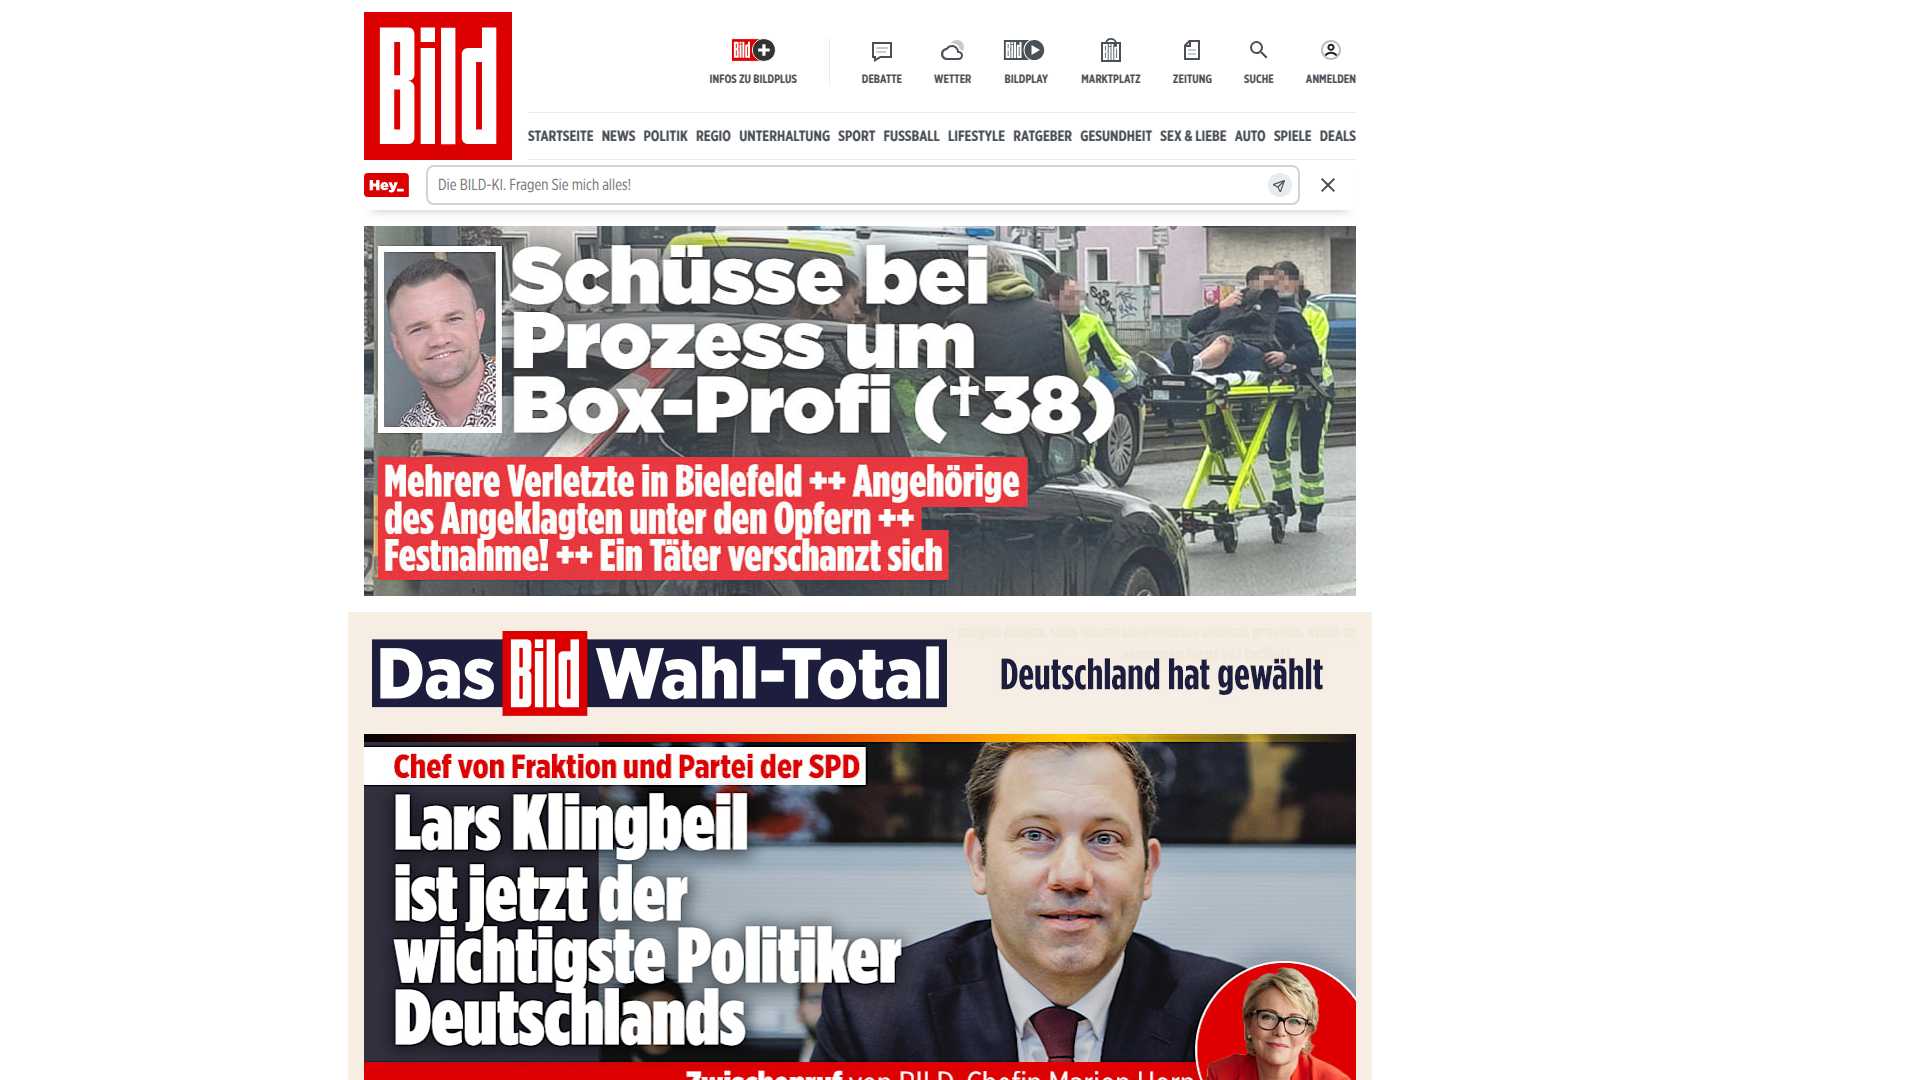 Bild
Bild
INFOS ZU BILDPLUS
DEBATTE
WETTER
Bild
BILDPLAY
Bild
MARKTPLATZ
ZEITUNG
SUCHE
ANMELDEN
STARTSEITE NEWS POLITIK REGIO UNTERHALTUNG SPORT FUSSBALL LIFESTYLE RATGEBER GESUNDHEIT SEX & LIEBE AUTO SPIELE DEALS
Hey_
Die BILD-KI. Fragen Sie mich alles!
Schüsse bei
Prozess um
Box-Profi (†38)
Mehrere Verletzte in Bielefeld ++ Angehörige
des Angeklagten unter den Opfern ++
Festnahme! ++ Ein Täter verschanzt sich
Das Bild Wahl-Total
Deutschland hat gewählt
Chef von Fraktion und Partei der SPD
Lars Klingbeil
ist jetzt der
wichtigste Politiker
Deutschlands
Zwischenruf von BILD-Chefin Marion Horn